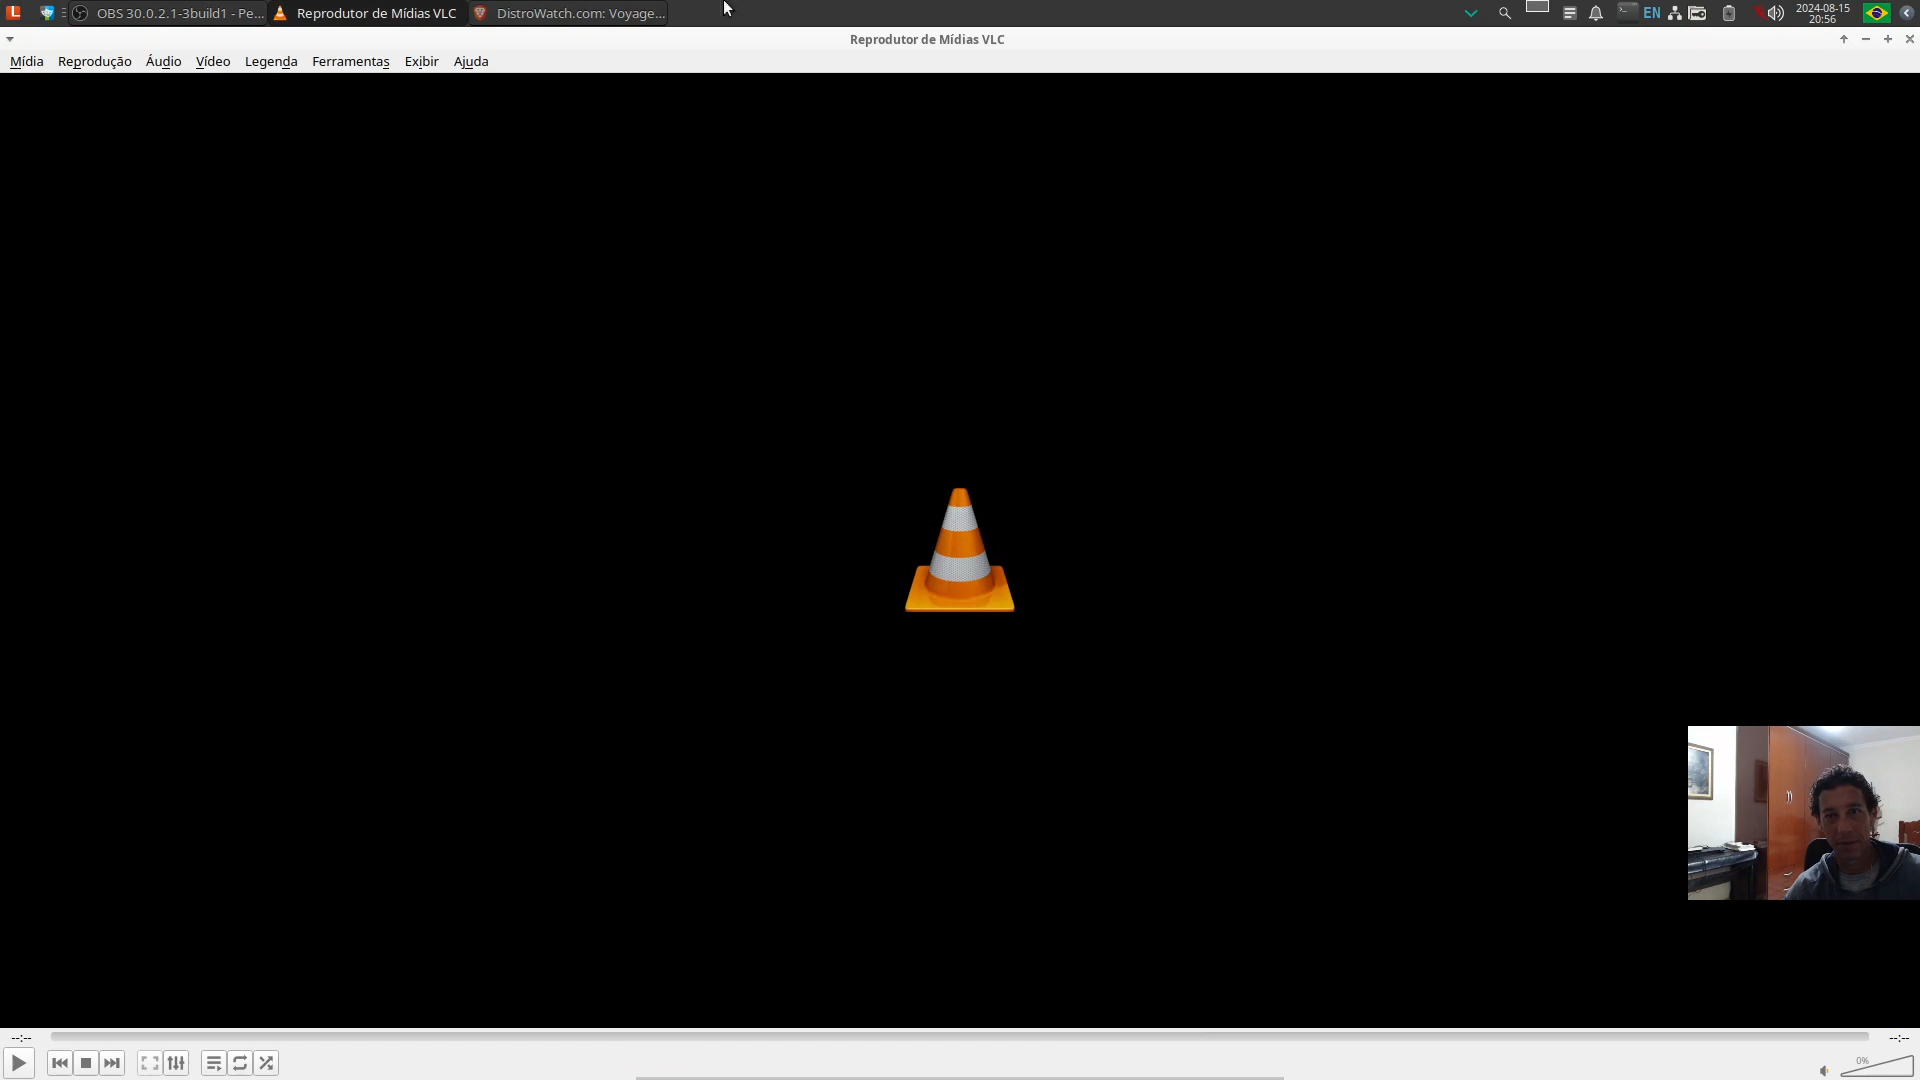 OBS 30.0.2.1-3build1 - Pe...
Reprodutor de Mídias VLC
DistroWatch.com: Voyage...
EN
2024-08-15
20:56
Reprodutor de Mídias VLC
Mídia Reprodução Áudio Vídeo Legenda Ferramentas Exibir Ajuda
--:-- --:--
0%